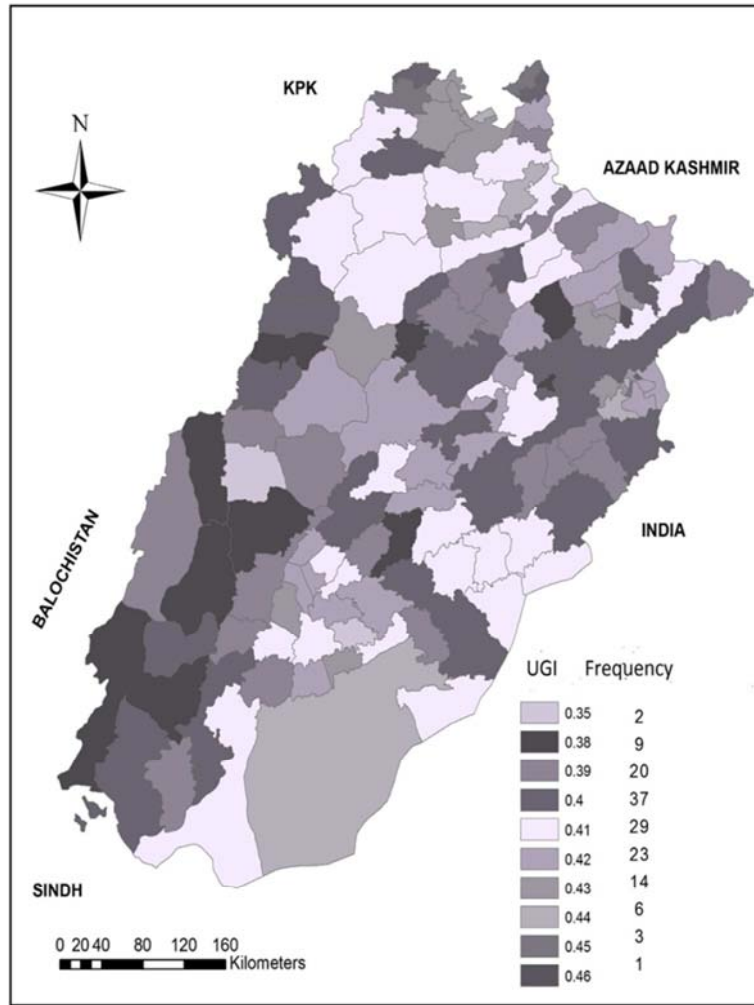 KPK
N
AZAAD KASHMIR
BALOCHISTAN
INDIA
UGI Frequency
0.35 2
0.38 9
0.39 20
0.4 37
0.41 29
0.42 23
0.43 14
0.44 6
0.45 3
0.46 1
SINDH
0 20 40 80 120 160
Kilometers